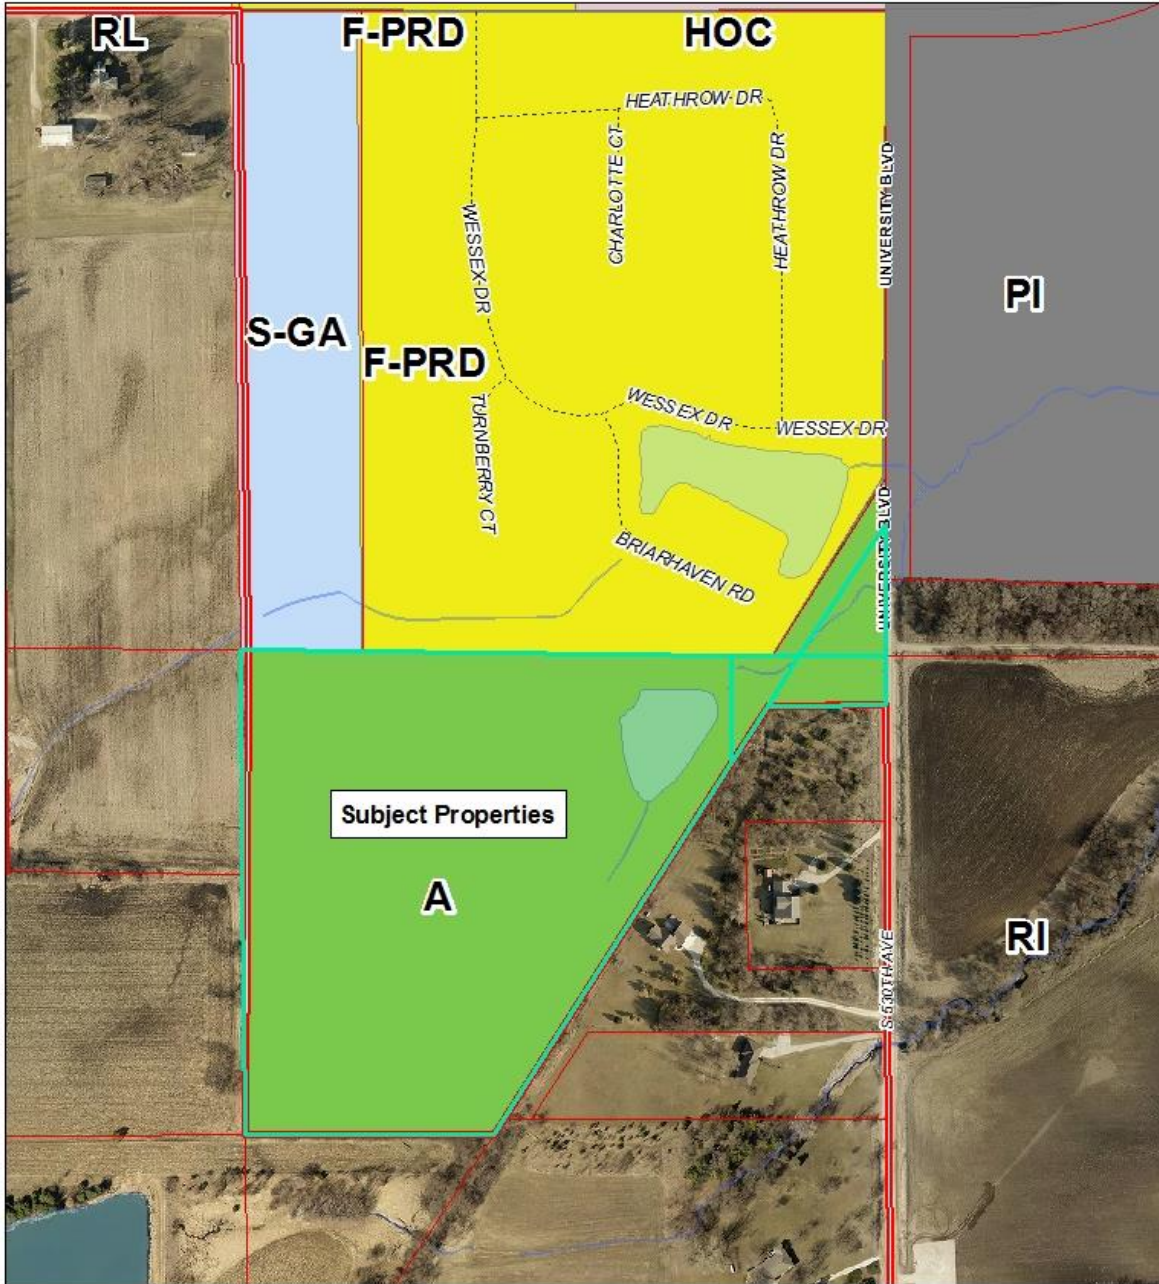 RL
F-PRD
HOC
HEATHROW DR
CHARLOTTE CT
HEATHROW DR
UNIVERSITY BLVD
WESSEX DR
PI
S-GA
F-PRD
WESSEX DR
WESSEX DR
TURNBERRY CT
UNIVERSITY BLVD
BRIARHAVEN RD
Subject Properties
A
RI
S 530TH AVE